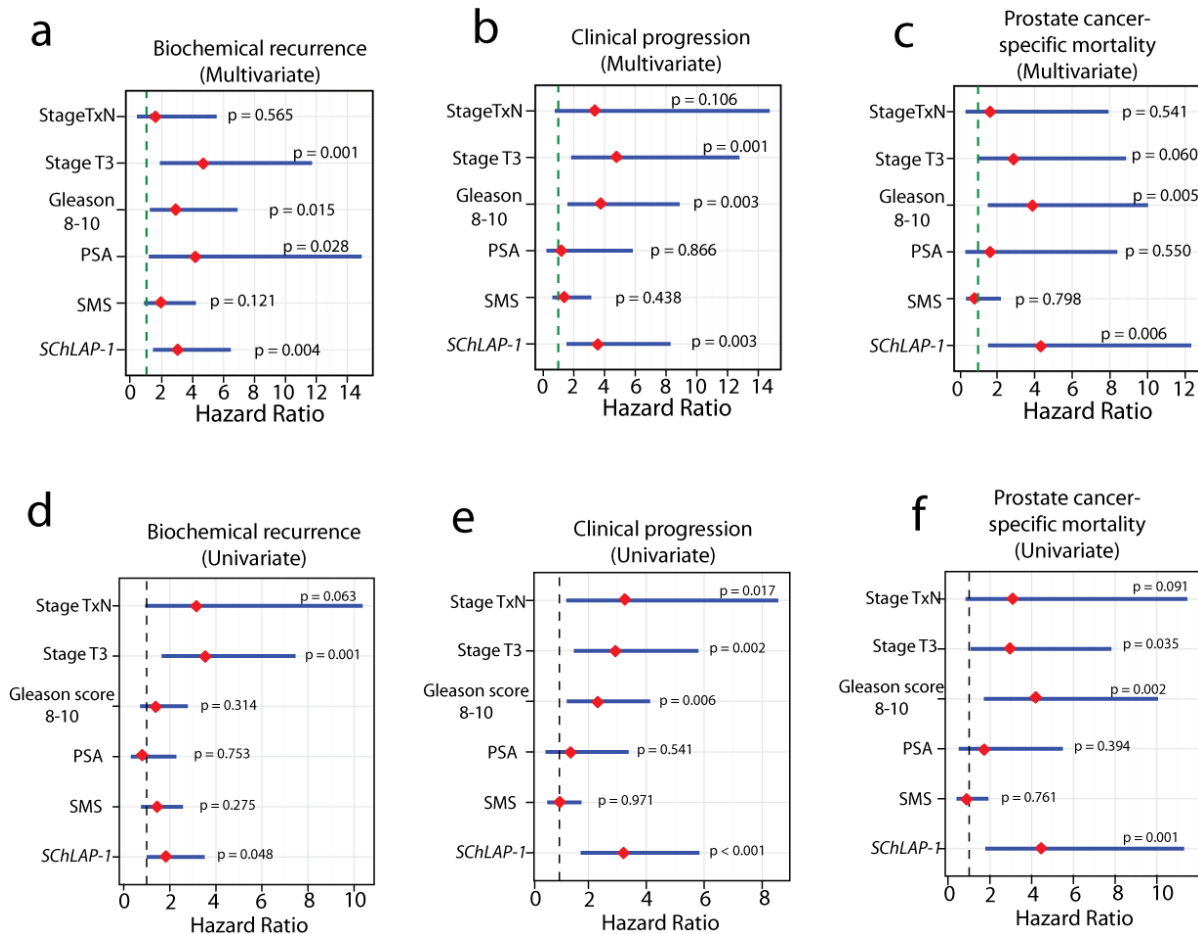 a
Biochemical recurrence
(Multivariate)
StageTxN
p = 0.565
Stage T3
p = 0.001
Gleason
8-10
p = 0.015
PSA
p = 0.028
SMS
p = 0.121
SChLAP-1
p = 0.004
0 2 4 6 8 10 12 14
Hazard Ratio
b
Clinical progression
(Multivariate)
StageTxN
p = 0.106
Stage T3
p = 0.001
Gleason
8-10
p = 0.003
PSA
p = 0.866
SMS
p = 0.438
SChLAP-1
p = 0.003
0 2 4 6 8 10 12 14
Hazard Ratio
c
Prostate cancer-
specific mortality
(Multivariate)
StageTxN
p = 0.541
Stage T3
p = 0.060
Gleason
8-10
p = 0.005
PSA
p = 0.550
SMS
p = 0.798
SChLAP-1
p = 0.006
0 2 4 6 8 10 12
Hazard Ratio
d
Biochemical recurrence
(Univariate)
Stage TxN
p = 0.063
Stage T3
p = 0.001
Gleason score
8-10
p = 0.314
PSA
p = 0.753
SMS
p = 0.275
SChLAP-1
p = 0.048
0 2 4 6 8 10
Hazard Ratio
e
Clinical progression
(Univariate)
Stage TxN
p = 0.017
Stage T3
p = 0.002
Gleason score
8-10
p = 0.006
PSA
p = 0.541
SMS
p = 0.971
SChLAP-1
p < 0.001
0 2 4 6 8
Hazard Ratio
f
Prostate cancer-
specific mortality
(Univariate)
Stage TxN
p = 0.091
Stage T3
p = 0.035
Gleason score
8-10
p = 0.002
PSA
p = 0.394
SMS
p = 0.761
SChLAP-1
p = 0.001
0 2 4 6 8 10
Hazard Ratio